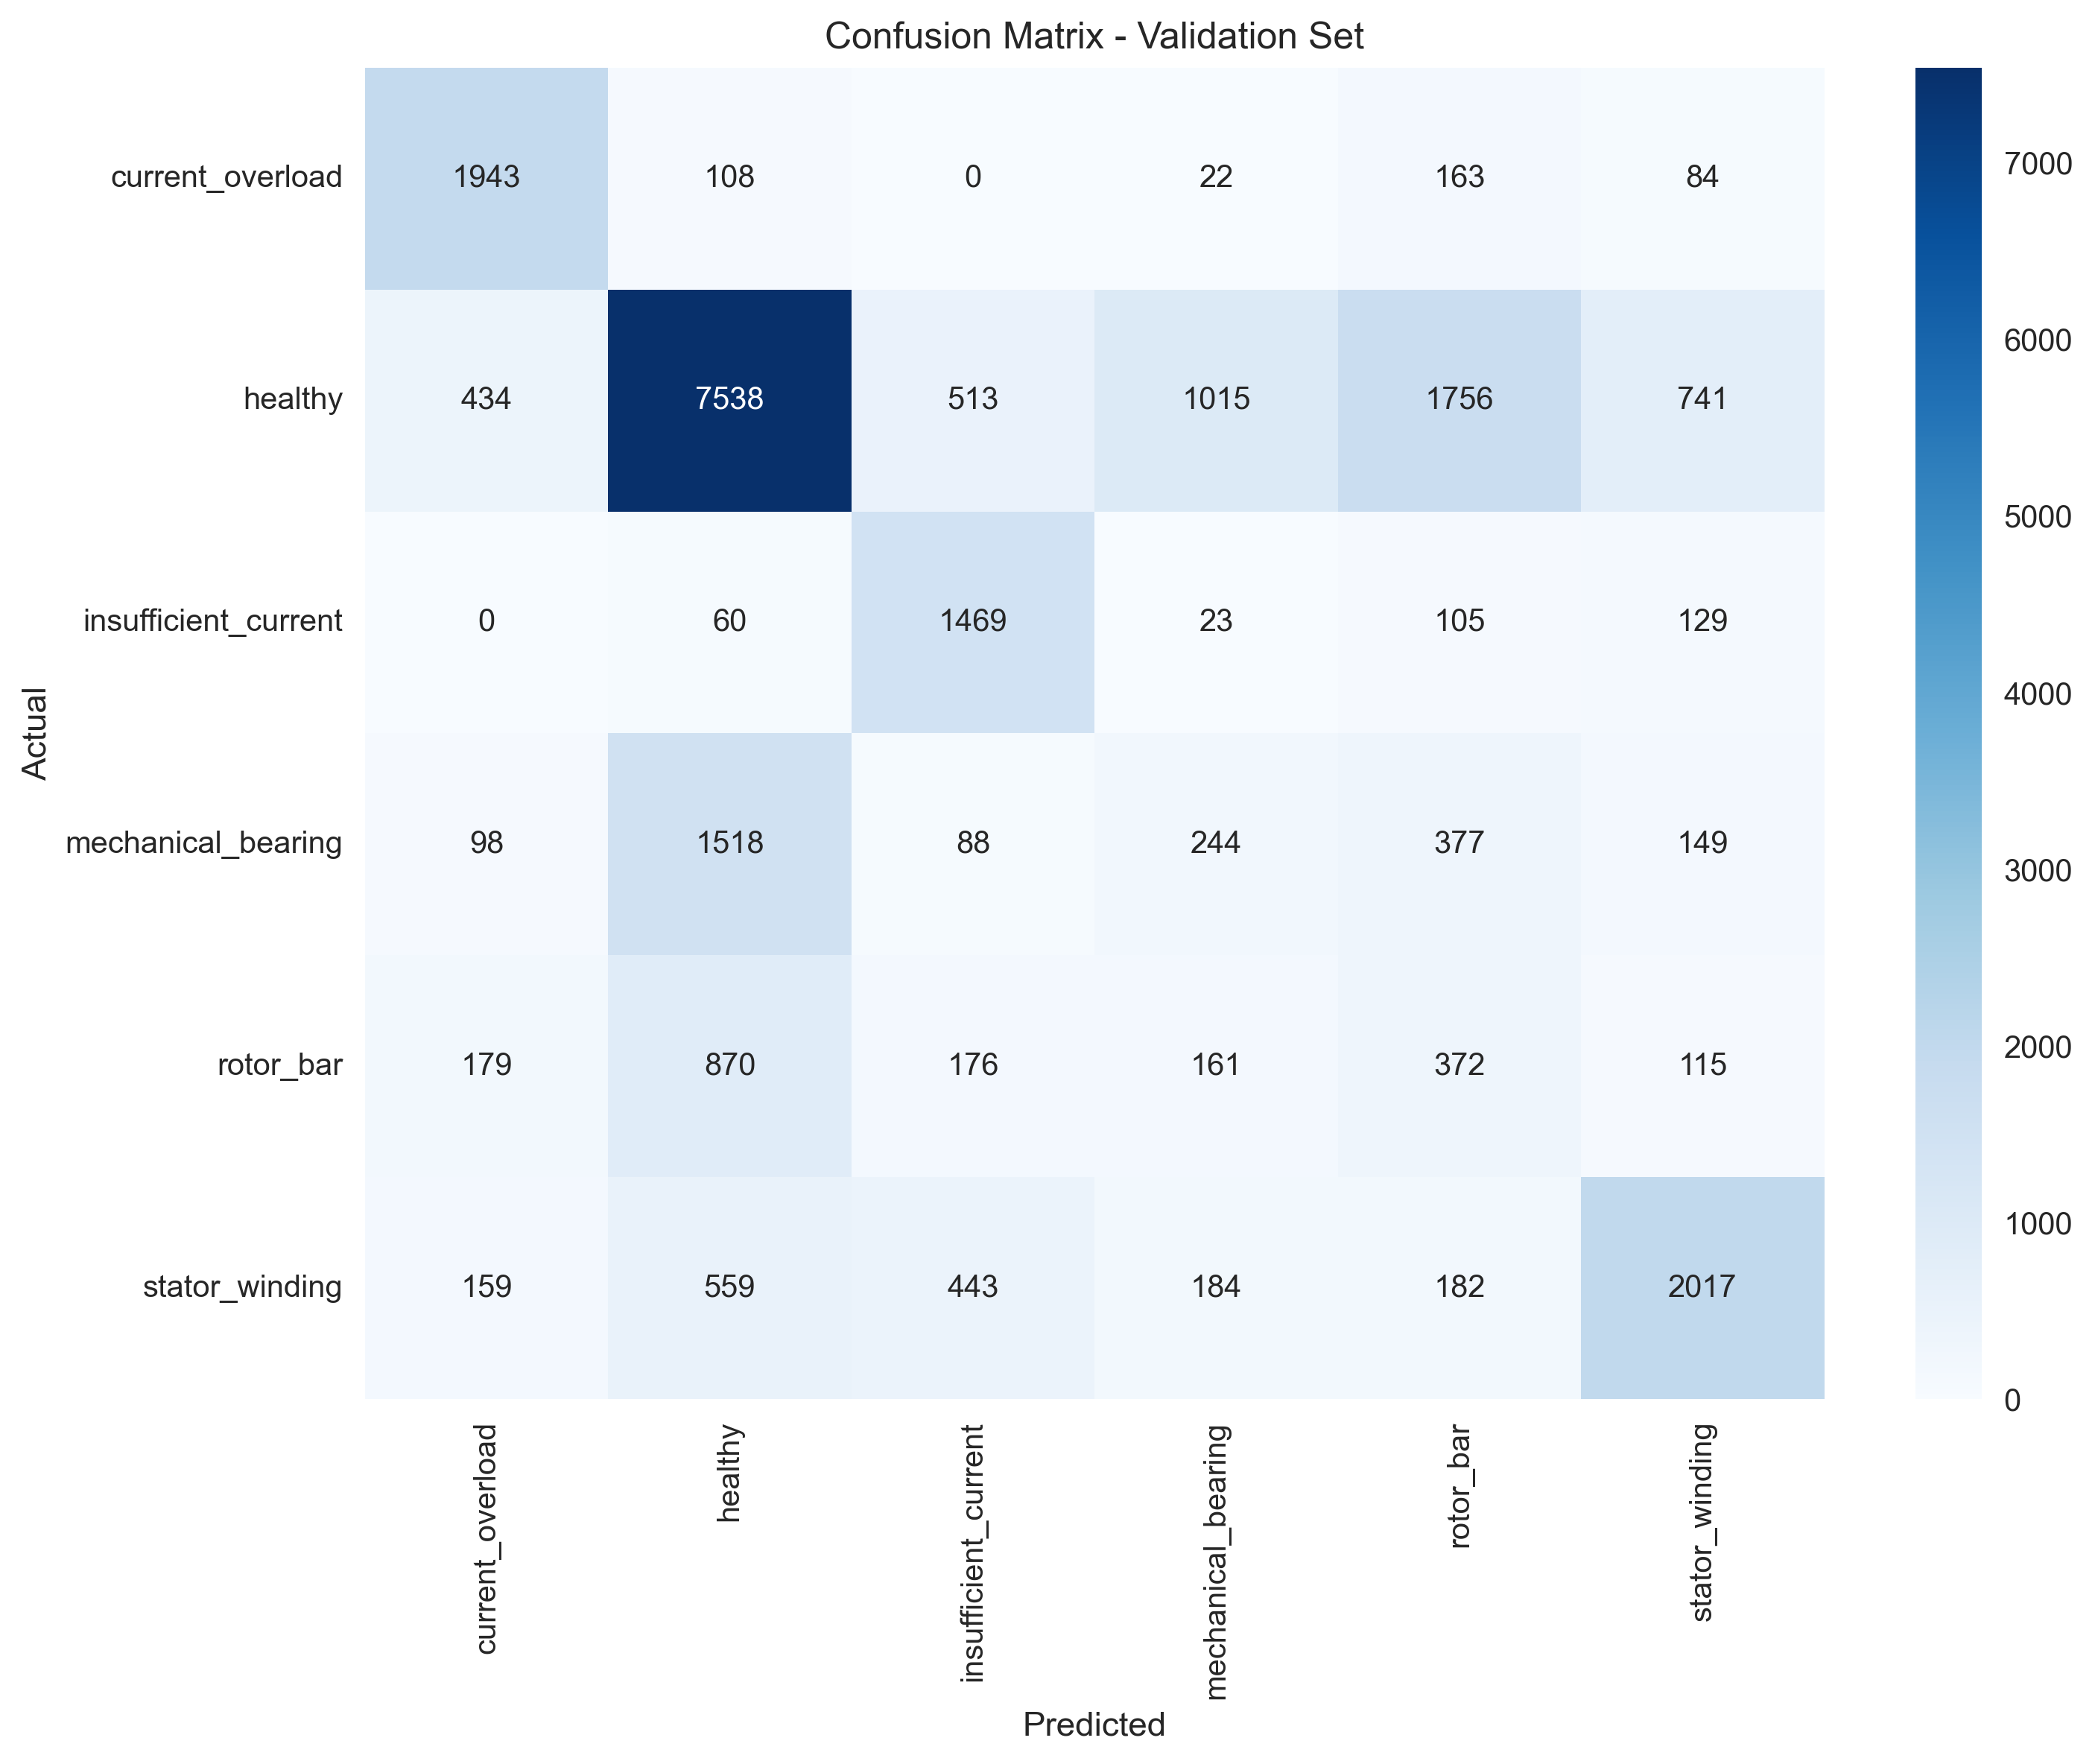 Confusion Matrix - Validation Set
current_overload 1943 108 0 22 163 84
healthy 434 7538 513 1015 1756 741
insufficient_current 0 60 1469 23 105 129
mechanical_bearing 98 1518 88 244 377 149
rotor_bar 179 870 176 161 372 115
stator_winding 159 559 443 184 182 2017
Actual
current_overload
healthy
insufficient_current
mechanical_bearing
rotor_bar
stator_winding
Predicted
7000
6000
5000
4000
3000
2000
1000
0